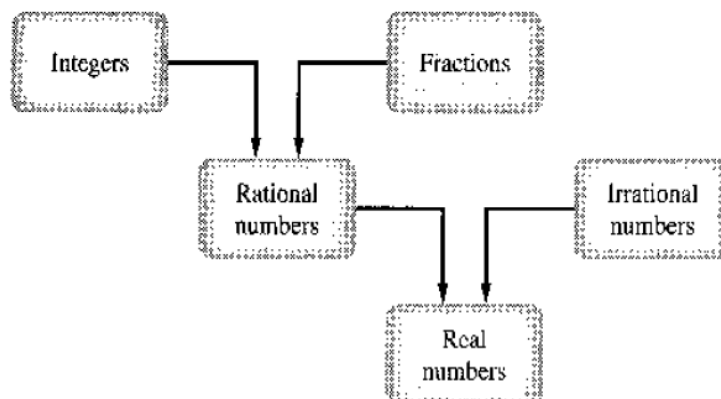 Integers
Fractions
Rational
numbers
Irrational
numbers
Real
numbers